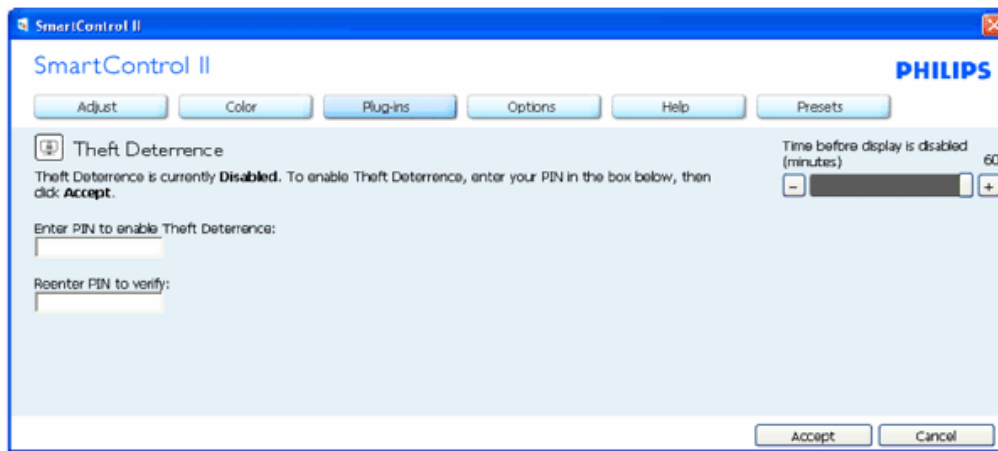 SmartControl II
SmartControl II
PHILIPS
Adjust Color Plug-ins Options Help Presets
Theft Deterrence
Theft Deterrence is currently Disabled. To enable Theft Deterrence, enter your PIN in the box below, then
click Accept.
Time before display is disabled
(minutes) 60
- +
Enter PIN to enable Theft Deterrence:
Reenter PIN to verify:
Accept Cancel